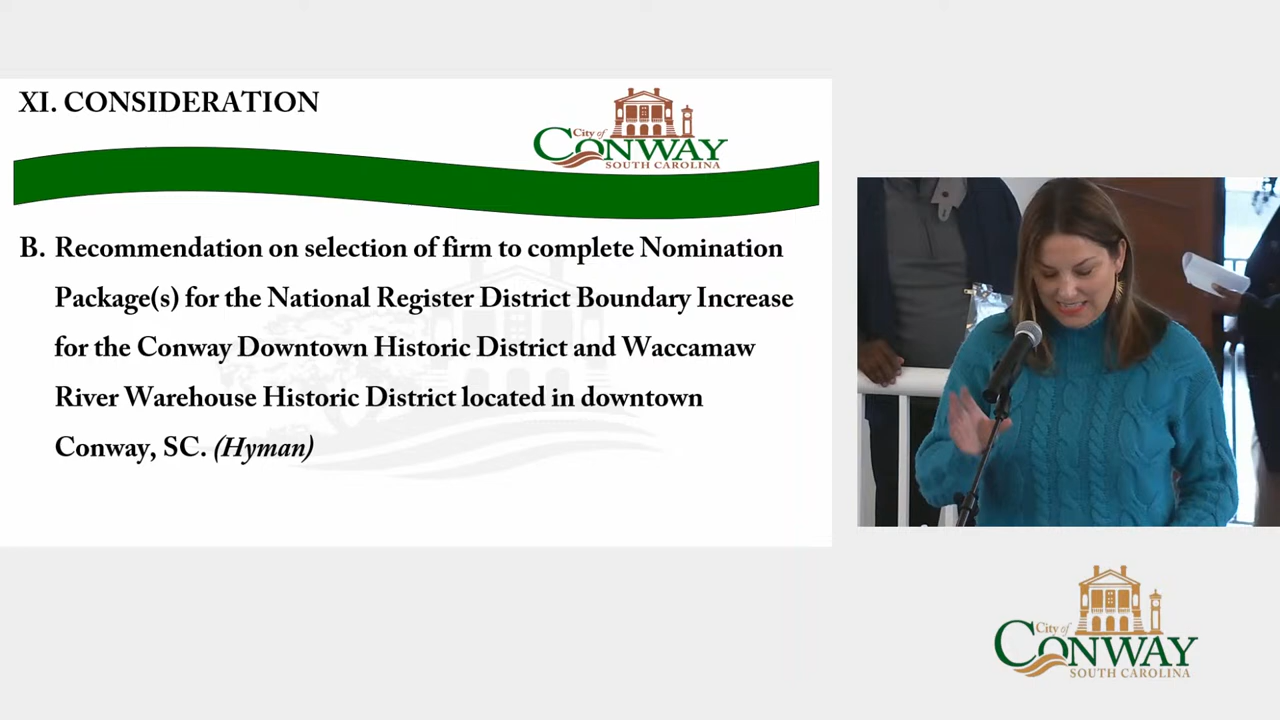 XI. CONSIDERATION
City of
CONWAY
SOUTH CAROLINA
B. Recommendation on selection of firm to complete Nomination
Package(s) for the National Register District Boundary Increase
for the Conway Downtown Historic District and Waccamaw
River Warehouse Historic District located in downtown
Conway, SC. (Hyman)
City of
CONWAY
SOUTH CAROLINA